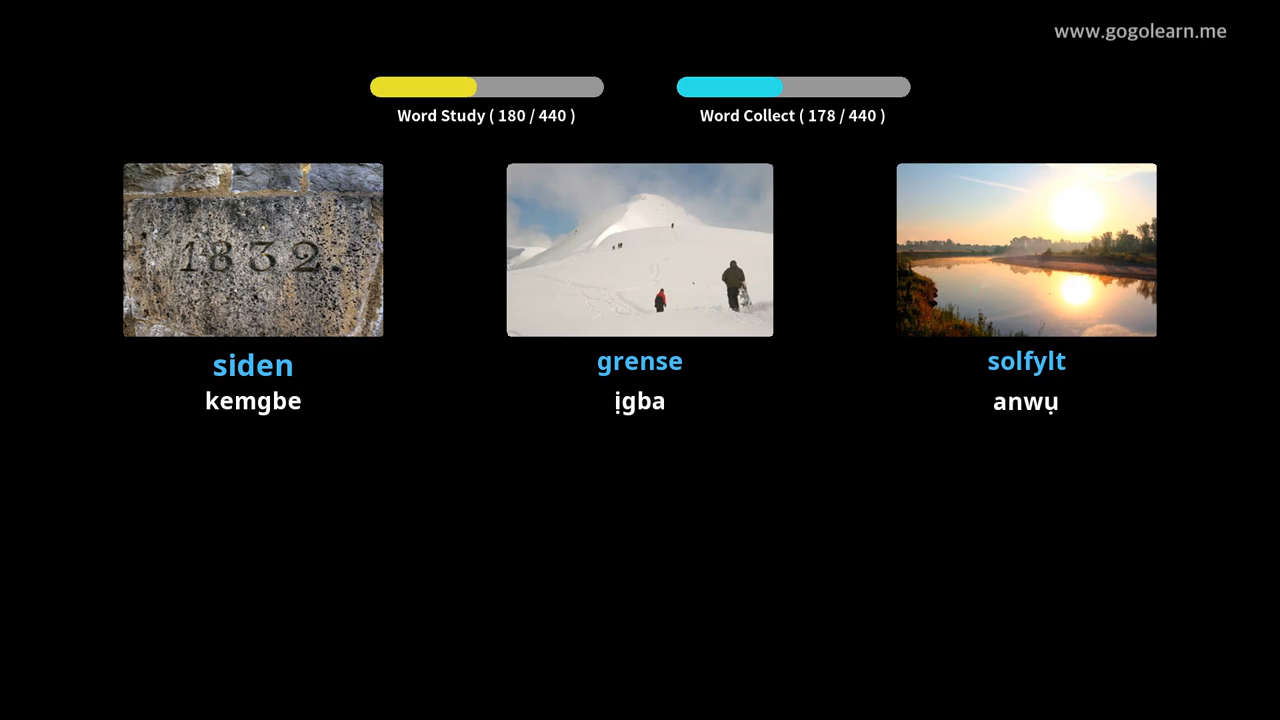 www.gogolearn.me
Word Study ( 180 / 440 )
Word Collect ( 178 / 440 )
1832
siden
grense
solfylt
kemgbe
ịgba
anwụ